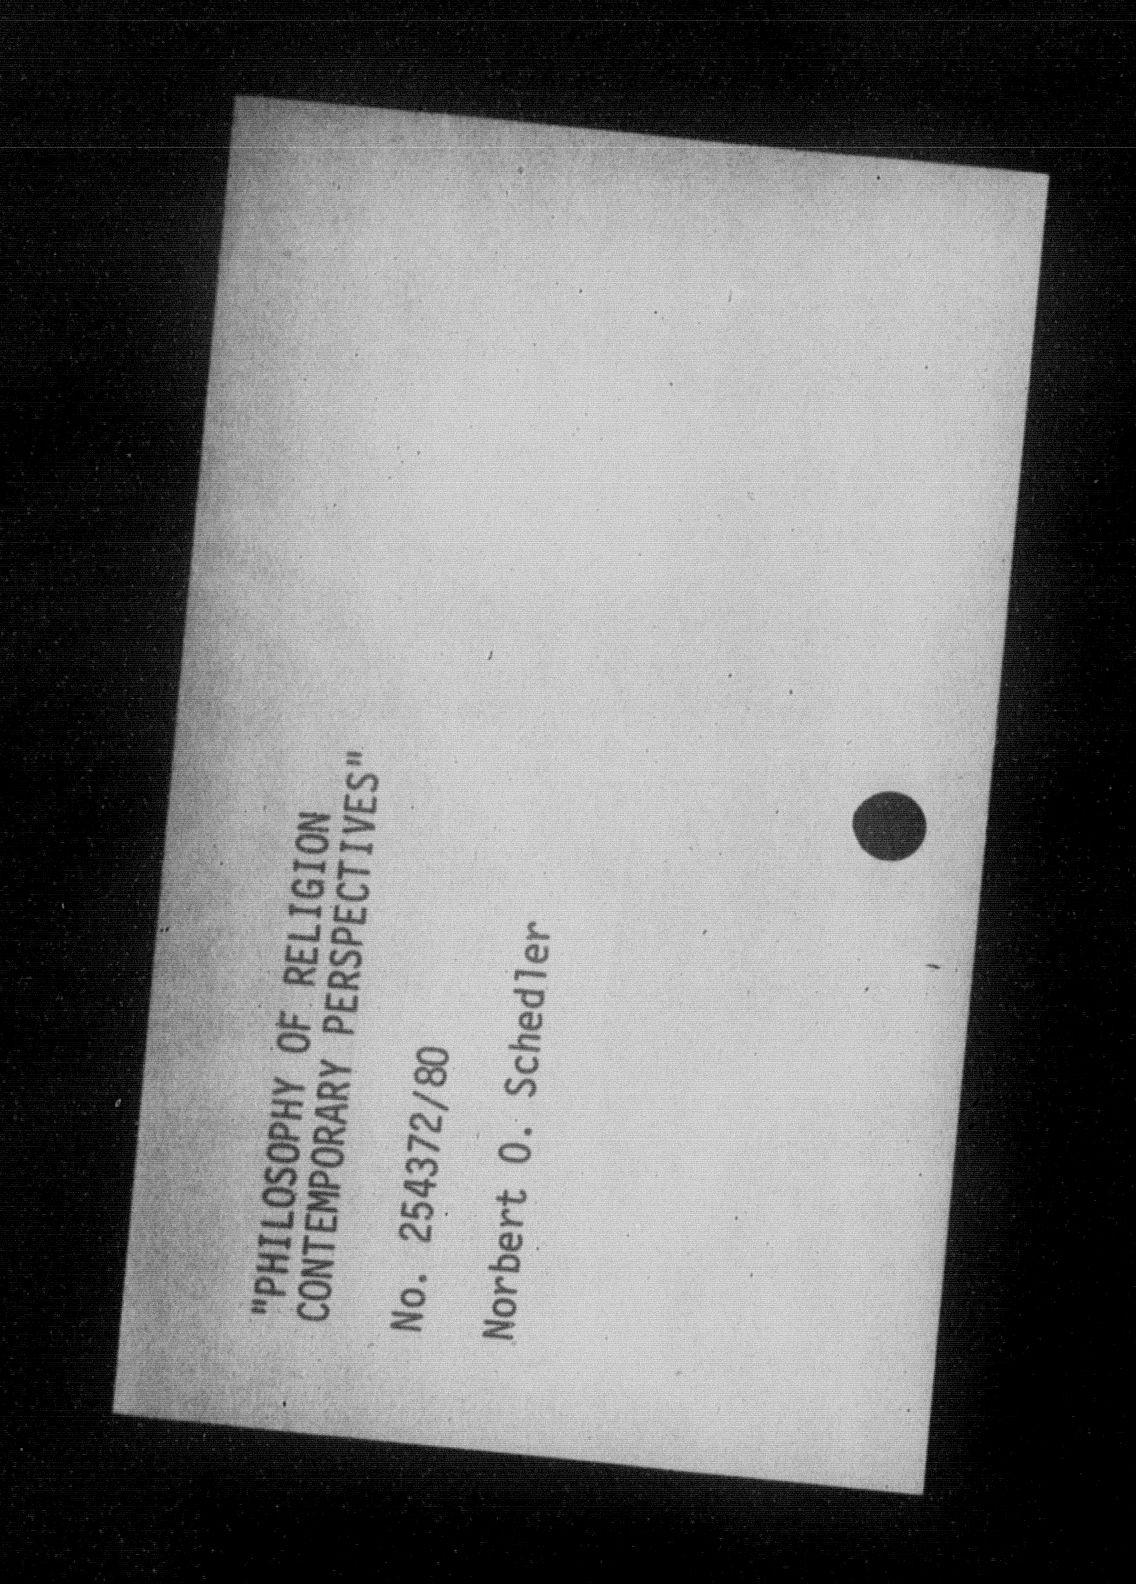 "PHILOSOPHY OF RELIGION
CONTEMPORARY PERSPECTIVES"
No. 254372/80
Norbert O. Schedler